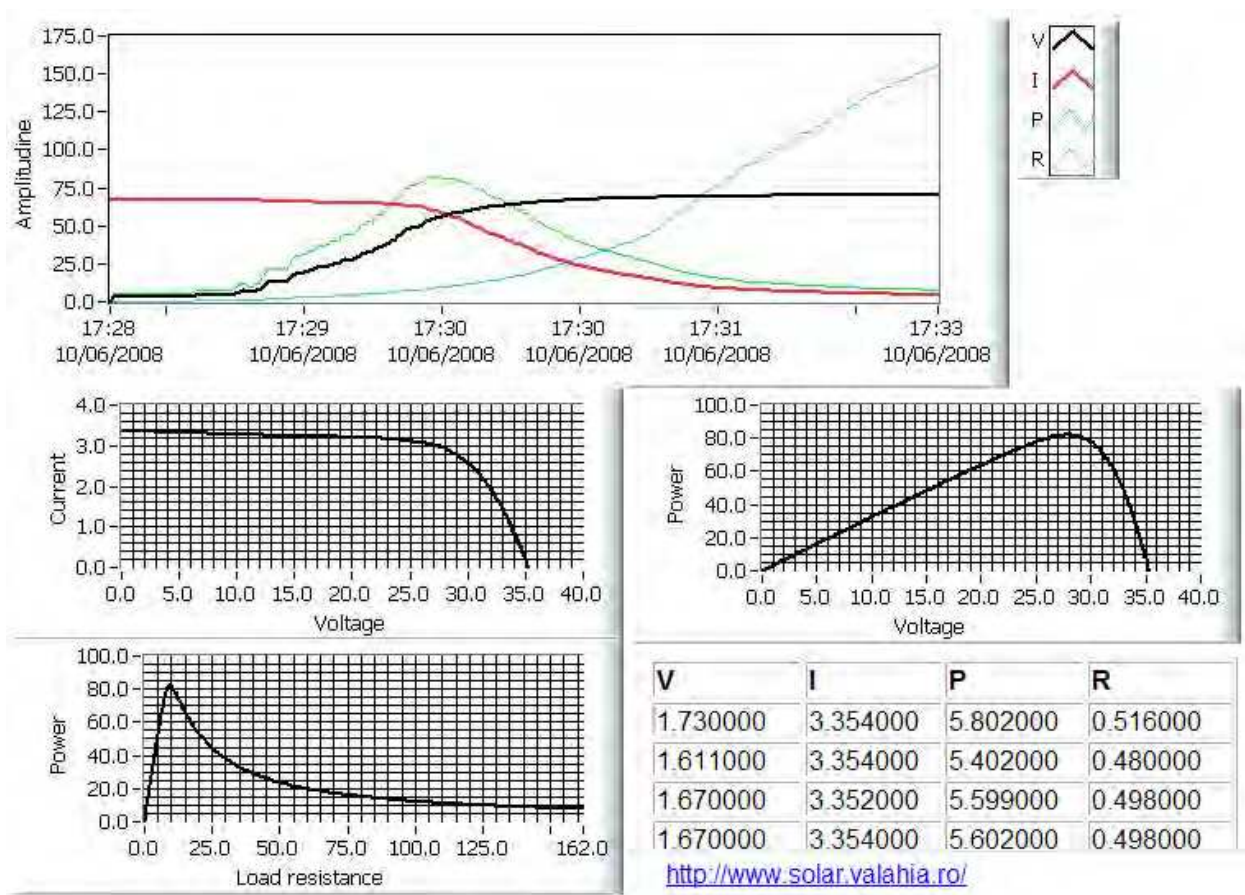 175.0
150.0
125.0
100.0
75.0
50.0
25.0
0.0
Amplitudine
17:28 17:29 17:30 17:30 17:31 17:33
10/06/2008 10/06/2008 10/06/2008 10/06/2008 10/06/2008 10/06/2008
V
I
P
R
4.0
3.0
2.0
1.0
0.0
Current
0.0 5.0 10.0 15.0 20.0 25.0 30.0 35.0 40.0
Voltage
100.0
80.0
60.0
40.0
20.0
0.0
Power
0.0 5.0 10.0 15.0 20.0 25.0 30.0 35.0 40.0
Voltage
100.0
80.0
60.0
40.0
20.0
0.0
Power
0.0 25.0 50.0 75.0 100.0 125.0 162.0
Load resistance
V I P R
1.730000 3.354000 5.802000 0.516000
1.611000 3.354000 5.402000 0.480000
1.670000 3.352000 5.599000 0.498000
1.670000 3.354000 5.602000 0.498000
http://www.solar.valahia.ro/